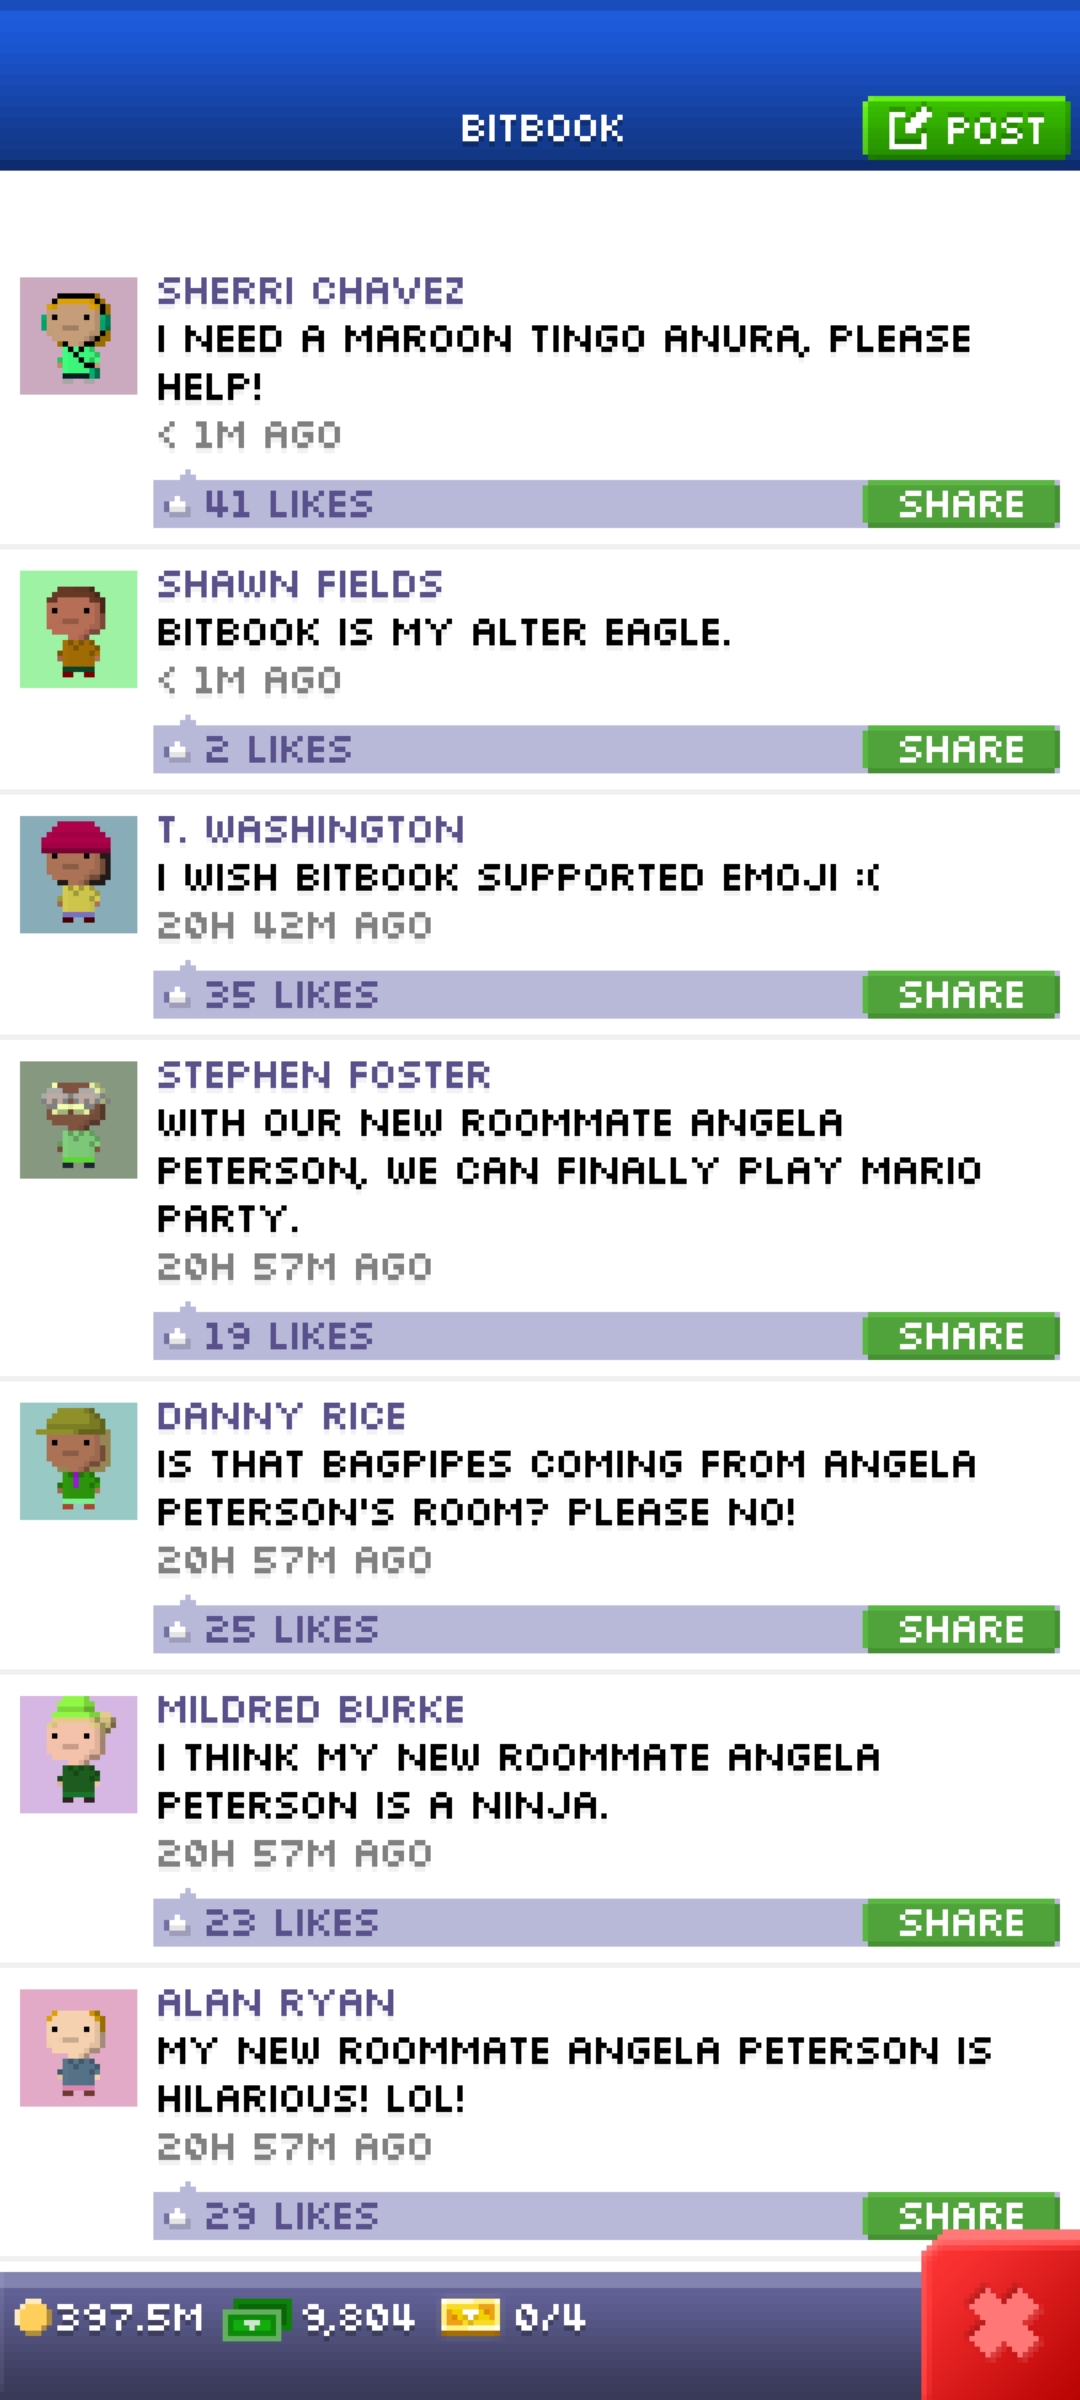 BITBOOK
POST
SHERRI CHAVEZ
I NEED A MAROON TINGO ANURA, PLEASE
HELP!
< 1M AGO
41 LIKES
SHARE
SHAWN FIELDS
BITBOOK IS MY ALTER EAGLE.
< 1M AGO
2 LIKES
SHARE
T. WASHINGTON
I WISH BITBOOK SUPPORTED EMOJI :(
20H 42M AGO
35 LIKES
SHARE
STEPHEN FOSTER
WITH OUR NEW ROOMMATE ANGELA
PETERSON, WE CAN FINALLY PLAY MARIO
PARTY.
20H 57M AGO
19 LIKES
SHARE
DANNY RICE
IS THAT BAGPIPES COMING FROM ANGELA
PETERSON'S ROOM? PLEASE NO!
20H 57M AGO
25 LIKES
SHARE
MILDRED BURKE
I THINK MY NEW ROOMMATE ANGELA
PETERSON IS A NINJA.
20H 57M AGO
23 LIKES
SHARE
ALAN RYAN
MY NEW ROOMMATE ANGELA PETERSON IS
HILARIOUS! LOL!
20H 57M AGO
29 LIKES
SHARE
397.5M 9,804 0/4